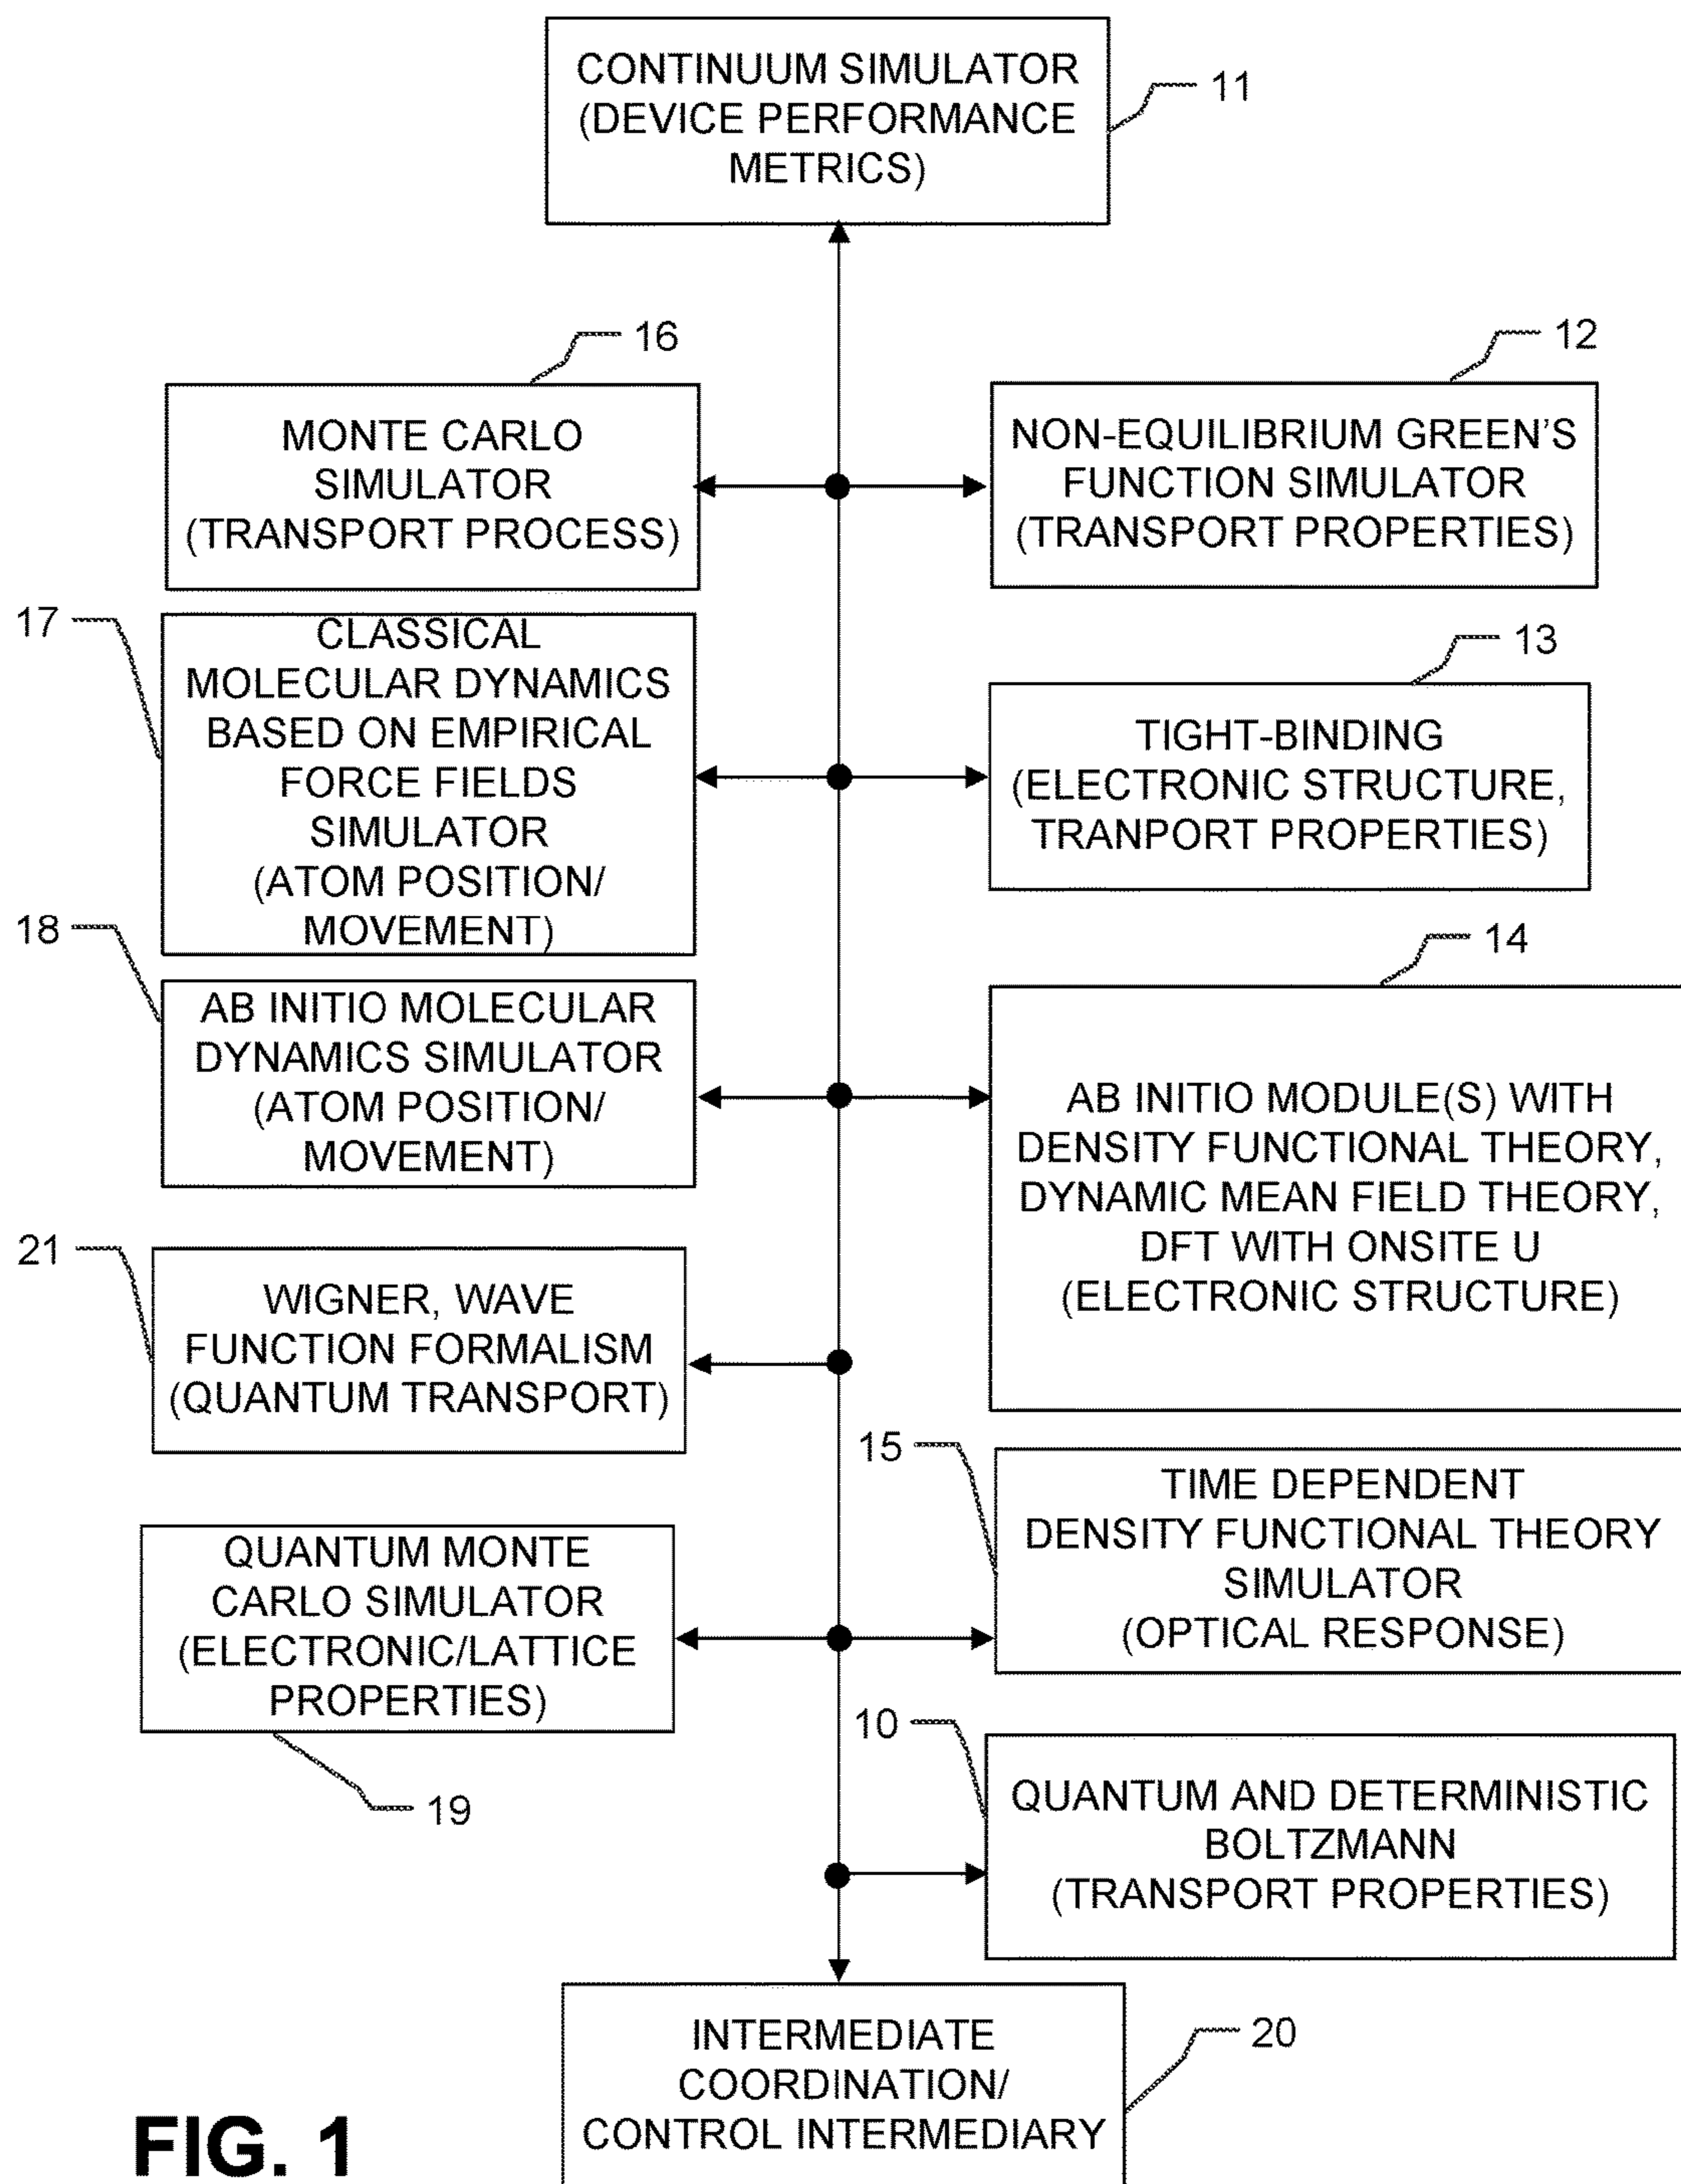 CONTINUUM SIMULATOR
(DEVICE PERFORMANCE
METRICS)
11
16
MONTE CARLO
SIMULATOR
(TRANSPORT PROCESS)
12
NON-EQUILIBRIUM GREEN'S
FUNCTION SIMULATOR
(TRANSPORT PROPERTIES)
17
CLASSICAL
MOLECULAR DYNAMICS
BASED ON EMPIRICAL
FORCE FIELDS
SIMULATOR
(ATOM POSITION/
MOVEMENT)
13
TIGHT-BINDING
(ELECTRONIC STRUCTURE,
TRANPORT PROPERTIES)
18
AB INITIO MOLECULAR
DYNAMICS SIMULATOR
(ATOM POSITION/
MOVEMENT)
14
AB INITIO MODULE(S) WITH
DENSITY FUNCTIONAL THEORY,
DYNAMIC MEAN FIELD THEORY,
DFT WITH ONSITE U
(ELECTRONIC STRUCTURE)
21
WIGNER, WAVE
FUNCTION FORMALISM
(QUANTUM TRANSPORT)
15
TIME DEPENDENT
DENSITY FUNCTIONAL THEORY
SIMULATOR
(OPTICAL RESPONSE)
QUANTUM MONTE
CARLO SIMULATOR
(ELECTRONIC/LATTICE
PROPERTIES)
19
10
QUANTUM AND DETERMINISTIC
BOLTZMANN
(TRANSPORT PROPERTIES)
INTERMEDIATE
COORDINATION/
CONTROL INTERMEDIARY
20
FIG. 1